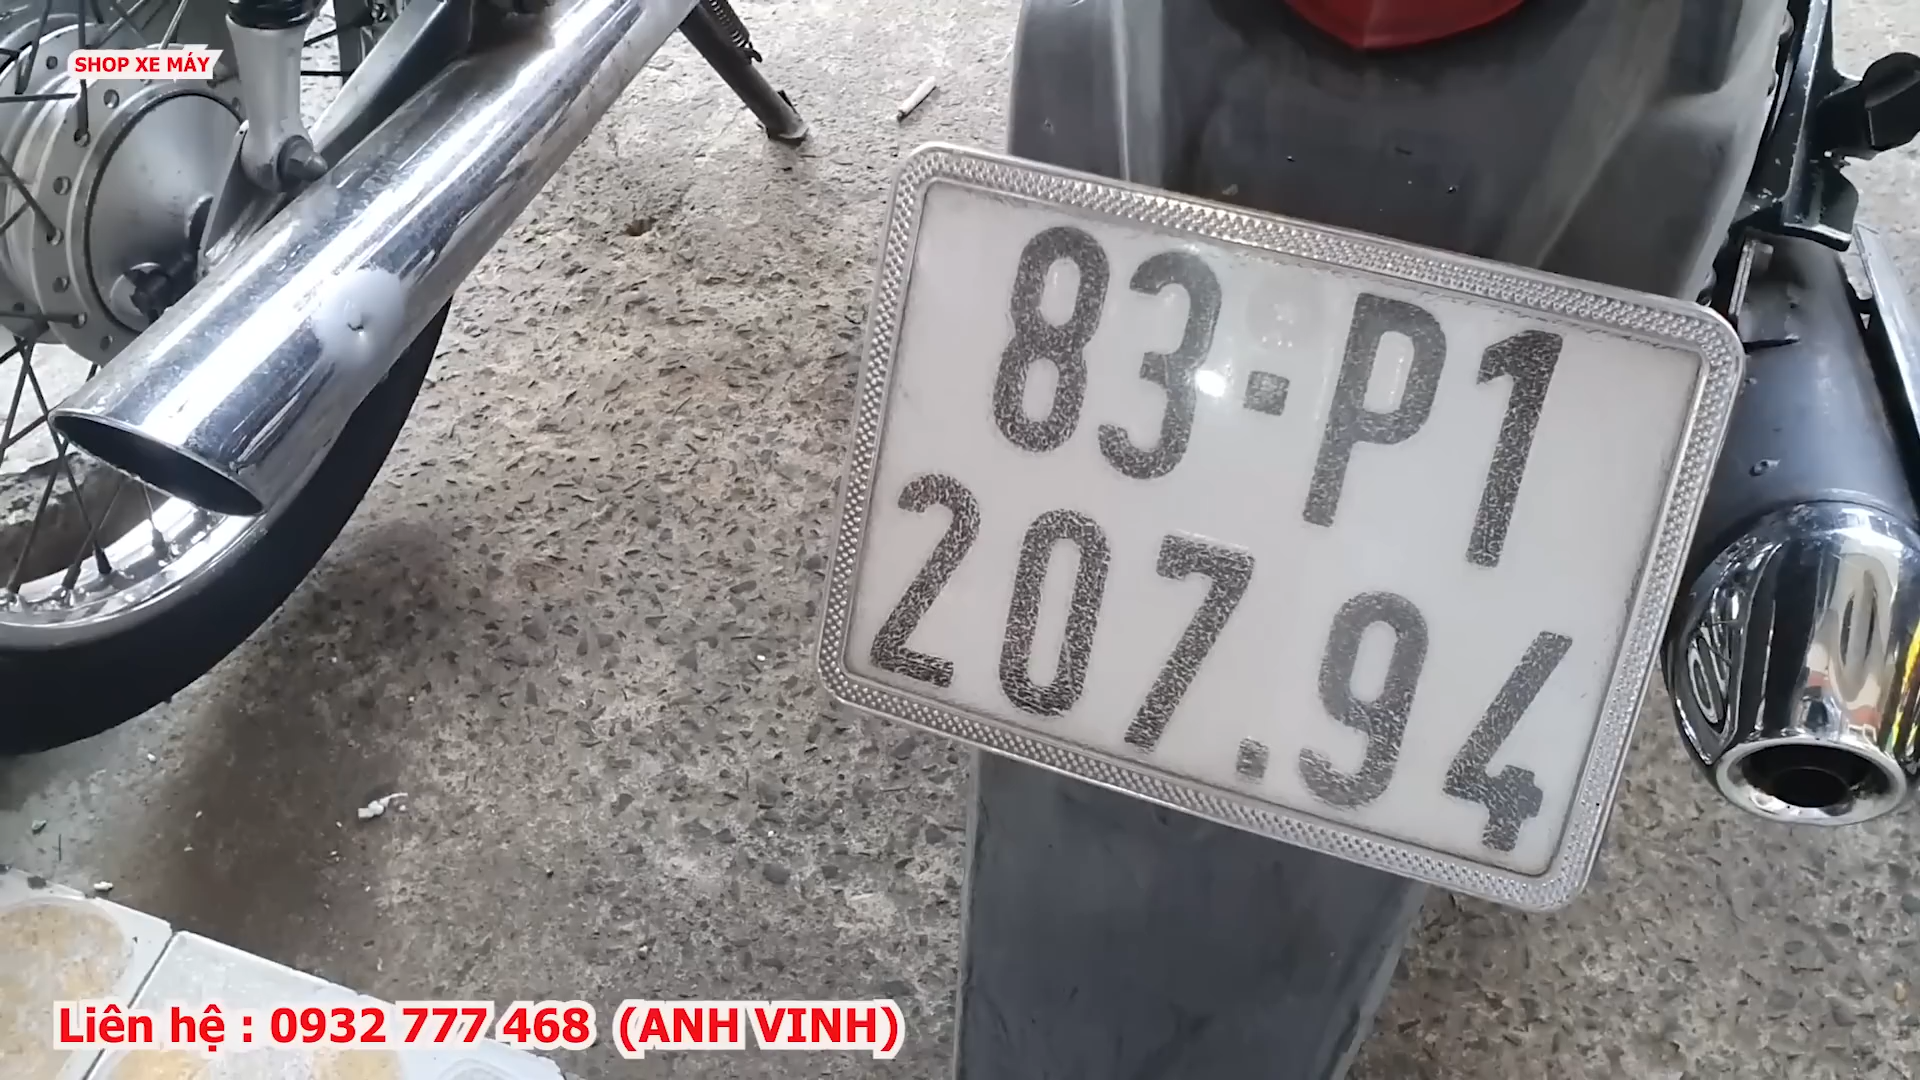 SHOP XE MÁY
83-P1
207.94
Liên hệ : 0932 777 468 (ANH VINH)